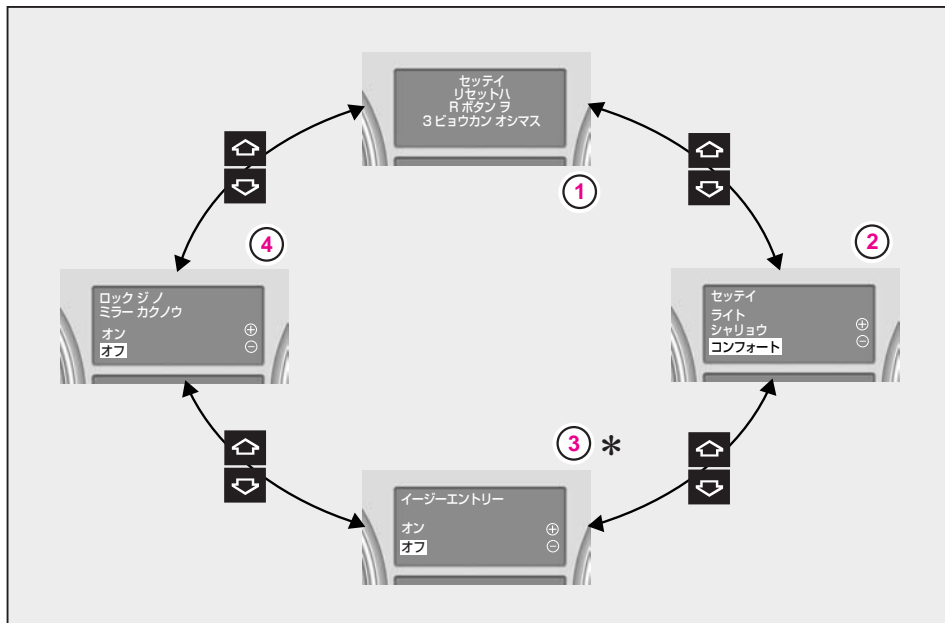 セッテイ
リセットハ
R ボタン ヲ
3 ビョウカン オシマス
1
2
セッテイ
ライト
シャリョウ
コンフォート
3 *
イージーエントリー
オン
オフ
4
ロック ジ ノ
ミラー カクノウ
オン
オフ